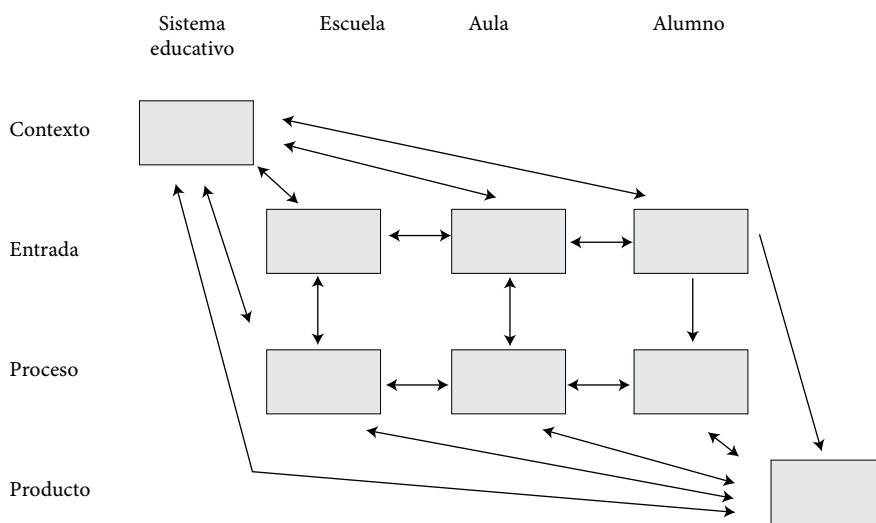 Sistema
educativo
Escuela
Aula
Alumno
Contexto
Entrada
Proceso
Producto